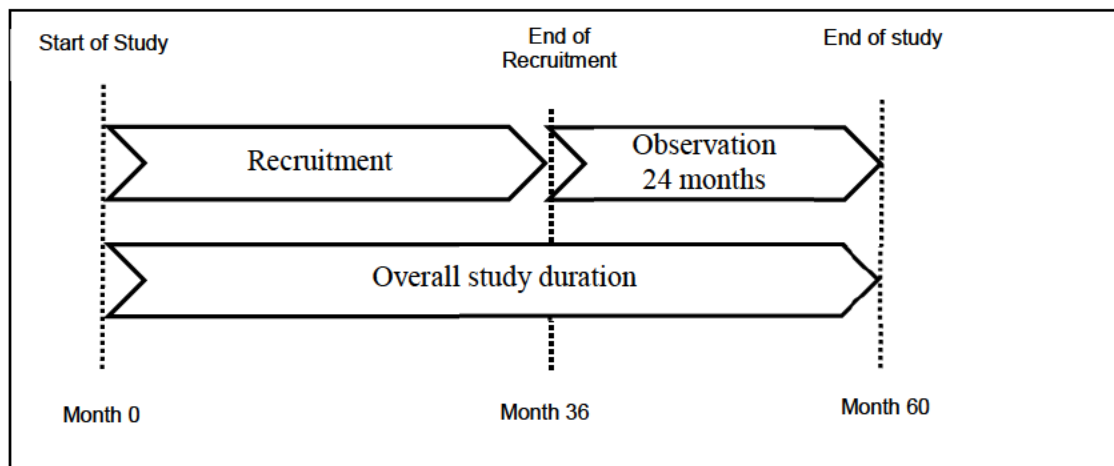 Start of Study
End of
Recruitment
End of study
Recruitment
Observation
24 months
Overall study duration
Month 0
Month 36
Month 60